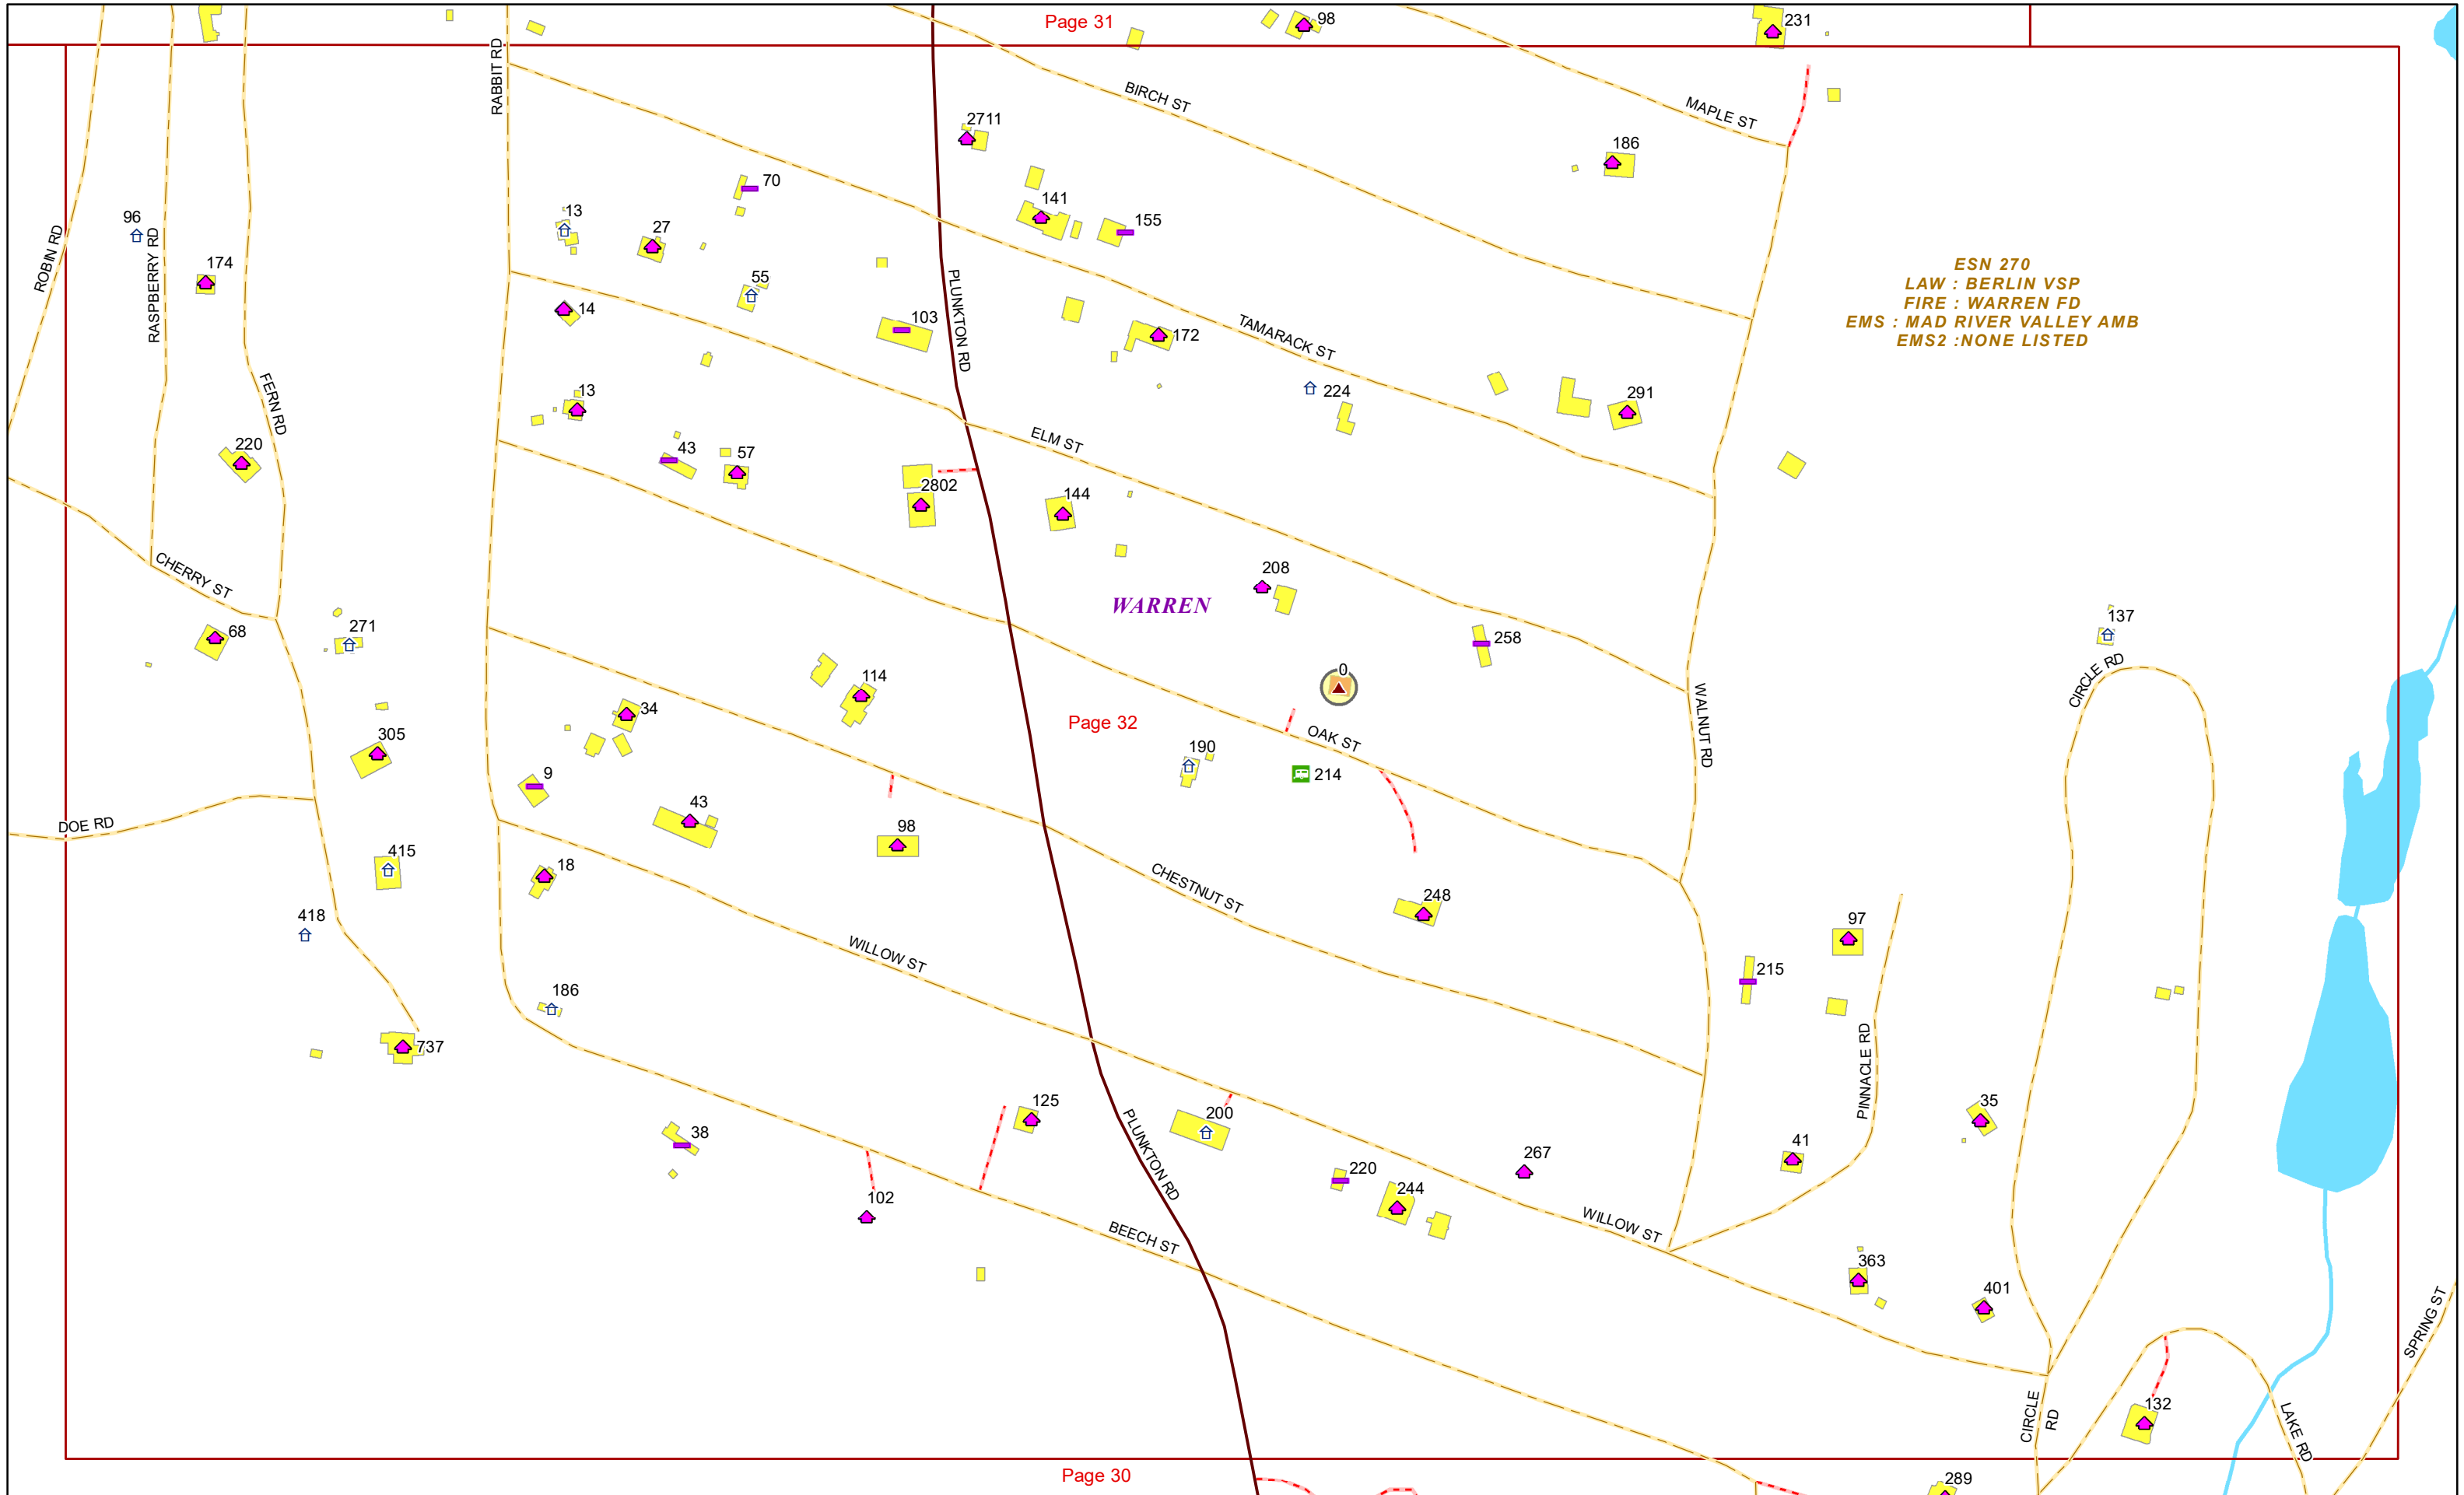 Page 31
98
231
RABBIT RD
BIRCH ST
MAPLE ST
2711
186
70
141
155
96
13
27
ROBIN RD
RASPBERRY RD
174
55
14
103
PLUNKTON RD
172
TAMARACK ST
ESN 270
LAW : BERLIN VSP
FIRE : WARREN FD
EMS : MAD RIVER VALLEY AMB
EMS2 :NONE LISTED
FERN RD
13
224
291
220
43
57
ELM ST
2802
144
CHERRY ST
208
WARREN
68
271
258
137
CIRCLE RD
114
0
34
Page 32
WALNUT RD
305
190
OAK ST
214
9
43
DOE RD
98
415
18
CHESTNUT ST
248
418
97
WILLOW ST
215
186
737
PINNACLE RD
125
200
35
38
PLUNKTON RD
41
267
220
244
102
BEECH ST
WILLOW ST
363
401
SPRING ST
CIRCLE
RD
132
LAKE RD
Page 30
289